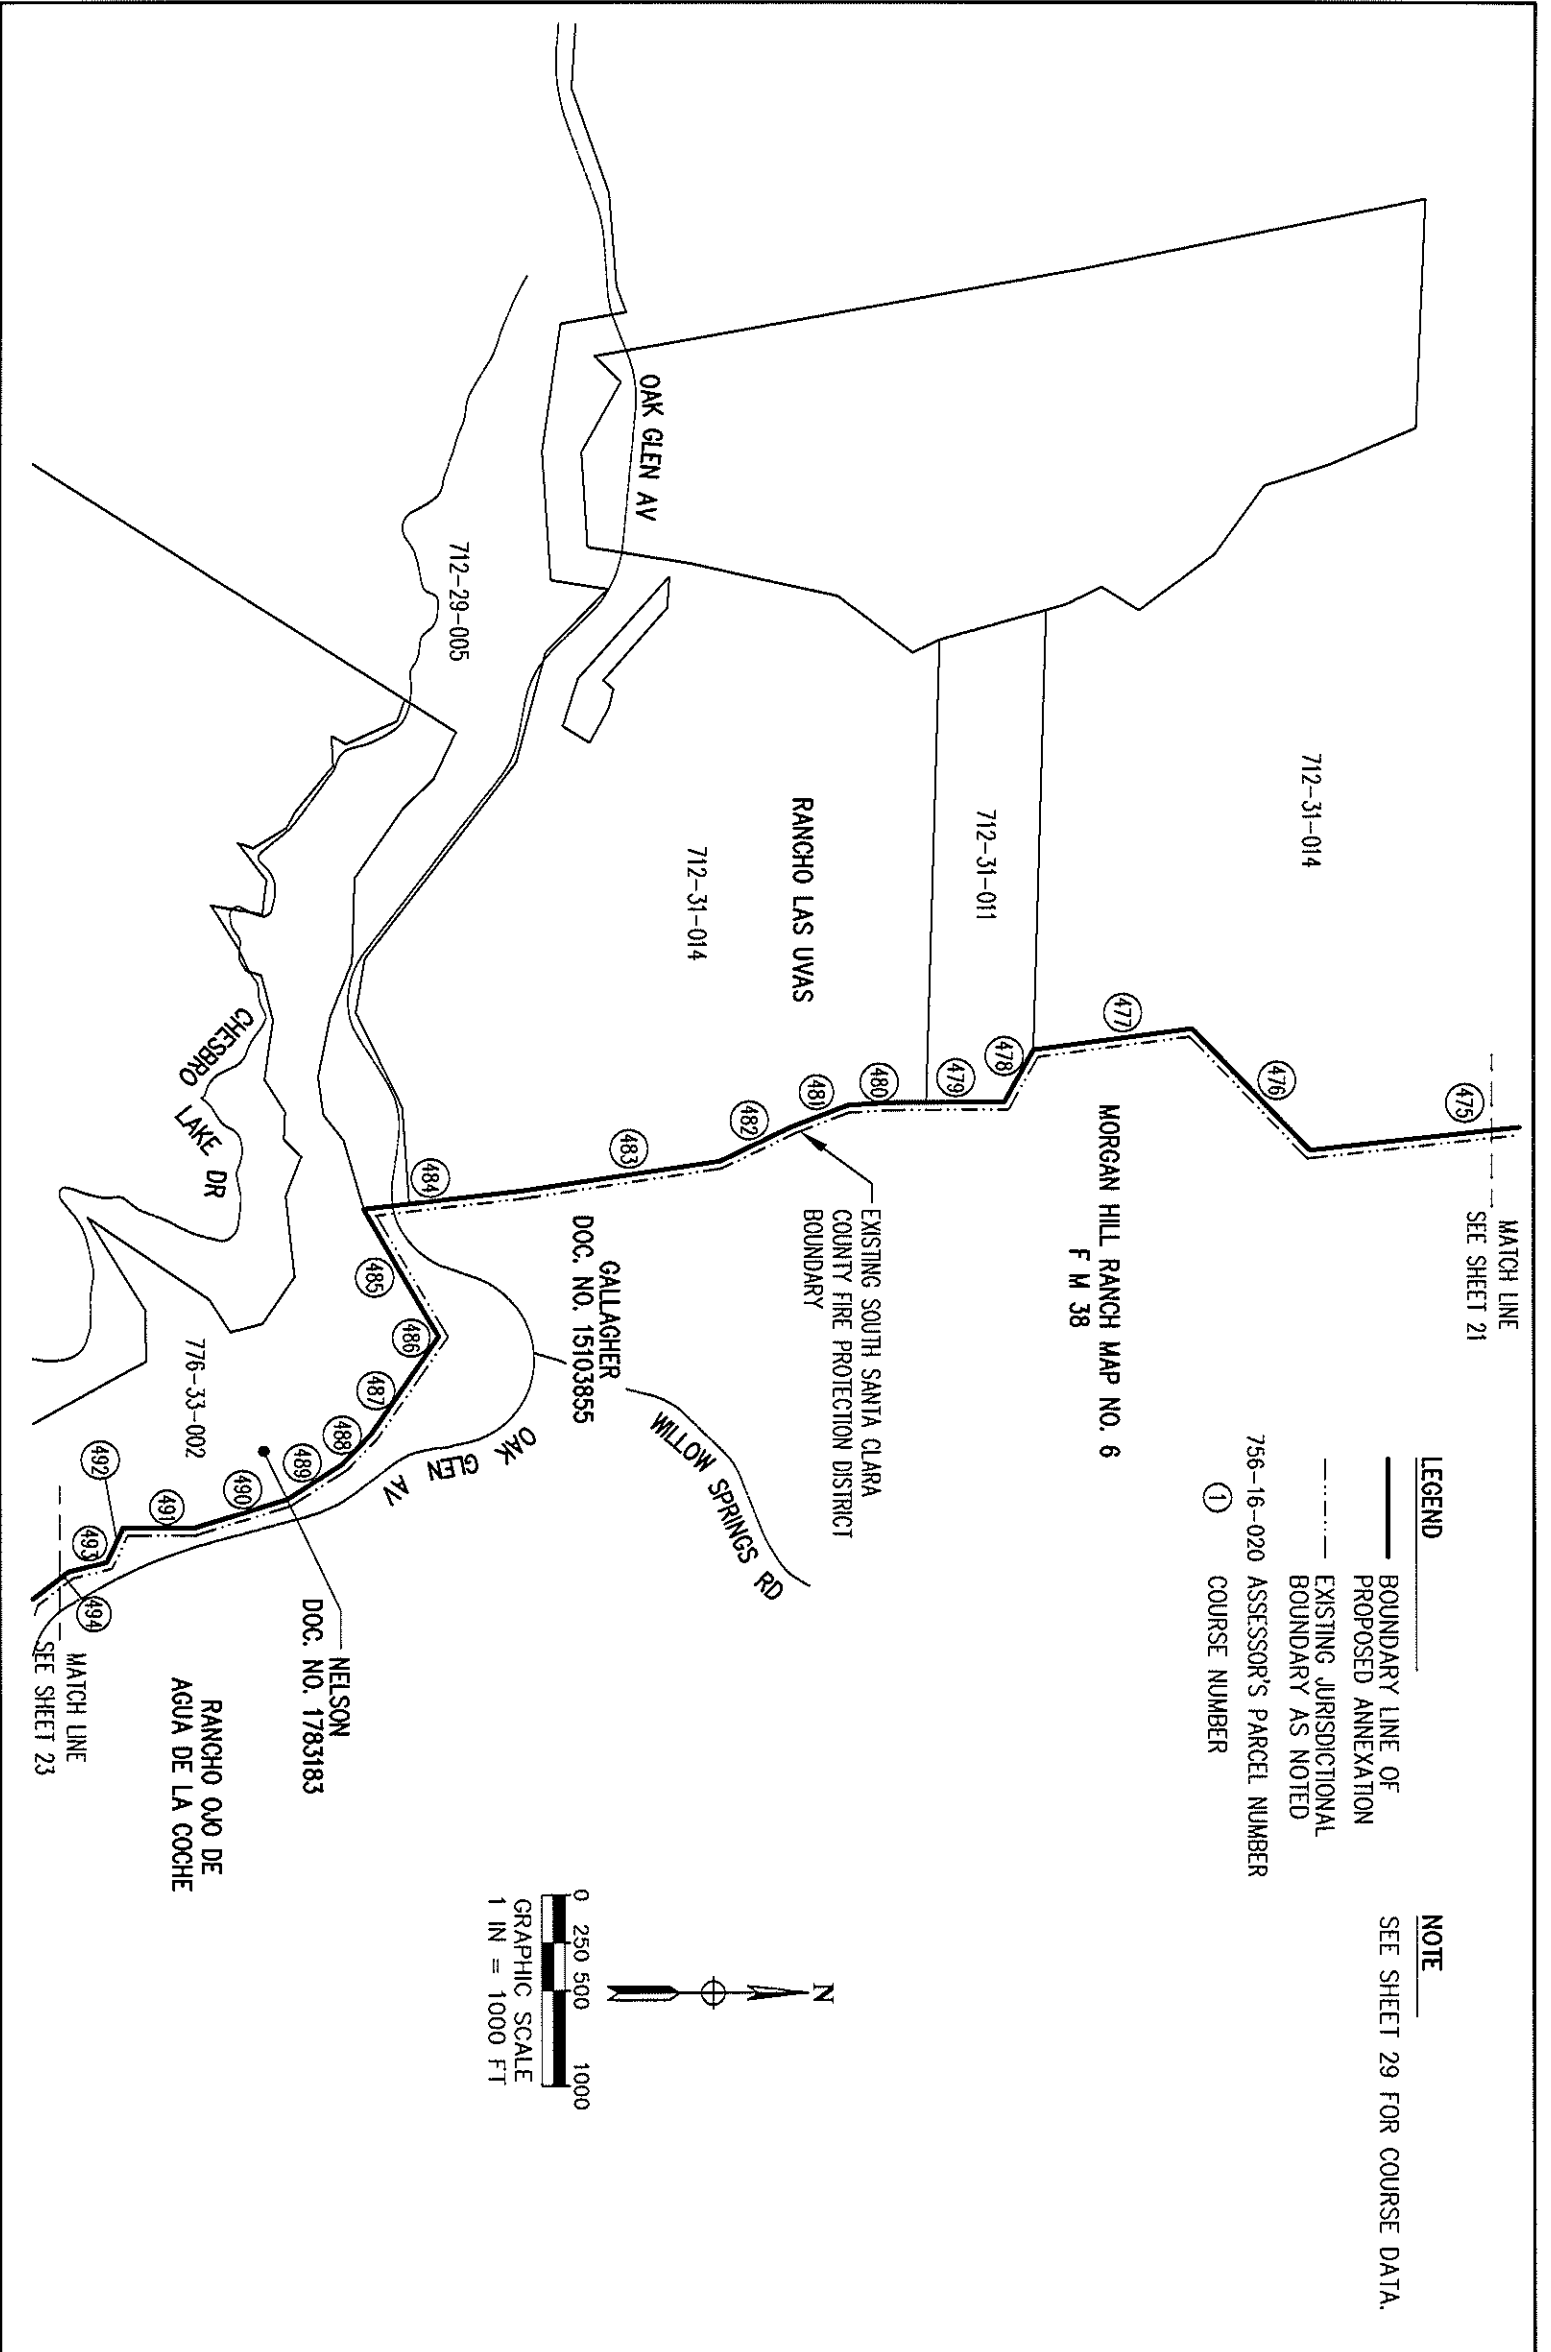 MATCH LINE
SEE SHEET 21
LEGEND
BOUNDARY LINE OF
PROPOSED ANNEXATION
EXISTING JURISDICTIONAL
BOUNDARY AS NOTED
756-16-020 ASSESSOR'S PARCEL NUMBER
1 COURSE NUMBER
NOTE
SEE SHEET 29 FOR COURSE DATA.
475
476
477
478
479
480
481
482
483
484
485
486
487
488
489
490
491
492
493
494
712-31-014
712-31-011
RANCHO LAS UVAS
712-31-014
MORGAN HILL RANCH MAP NO. 6
F M 38
EXISTING SOUTH SANTA CLARA
COUNTY FIRE PROTECTION DISTRICT
BOUNDARY
OAK GLEN AV
712-29-005
WILLOW SPRINGS RD
GALLAGHER
DOC. NO. 15103855
OAK GLEN AV
CHESBRO
LAKE DR
776-33-002
NELSON
DOC. NO. 1783183
RANCHO OJO DE
AGUA DE LA COCHE
MATCH LINE
SEE SHEET 23
N
0 250 500 1000
GRAPHIC SCALE
1 IN = 1000 FT